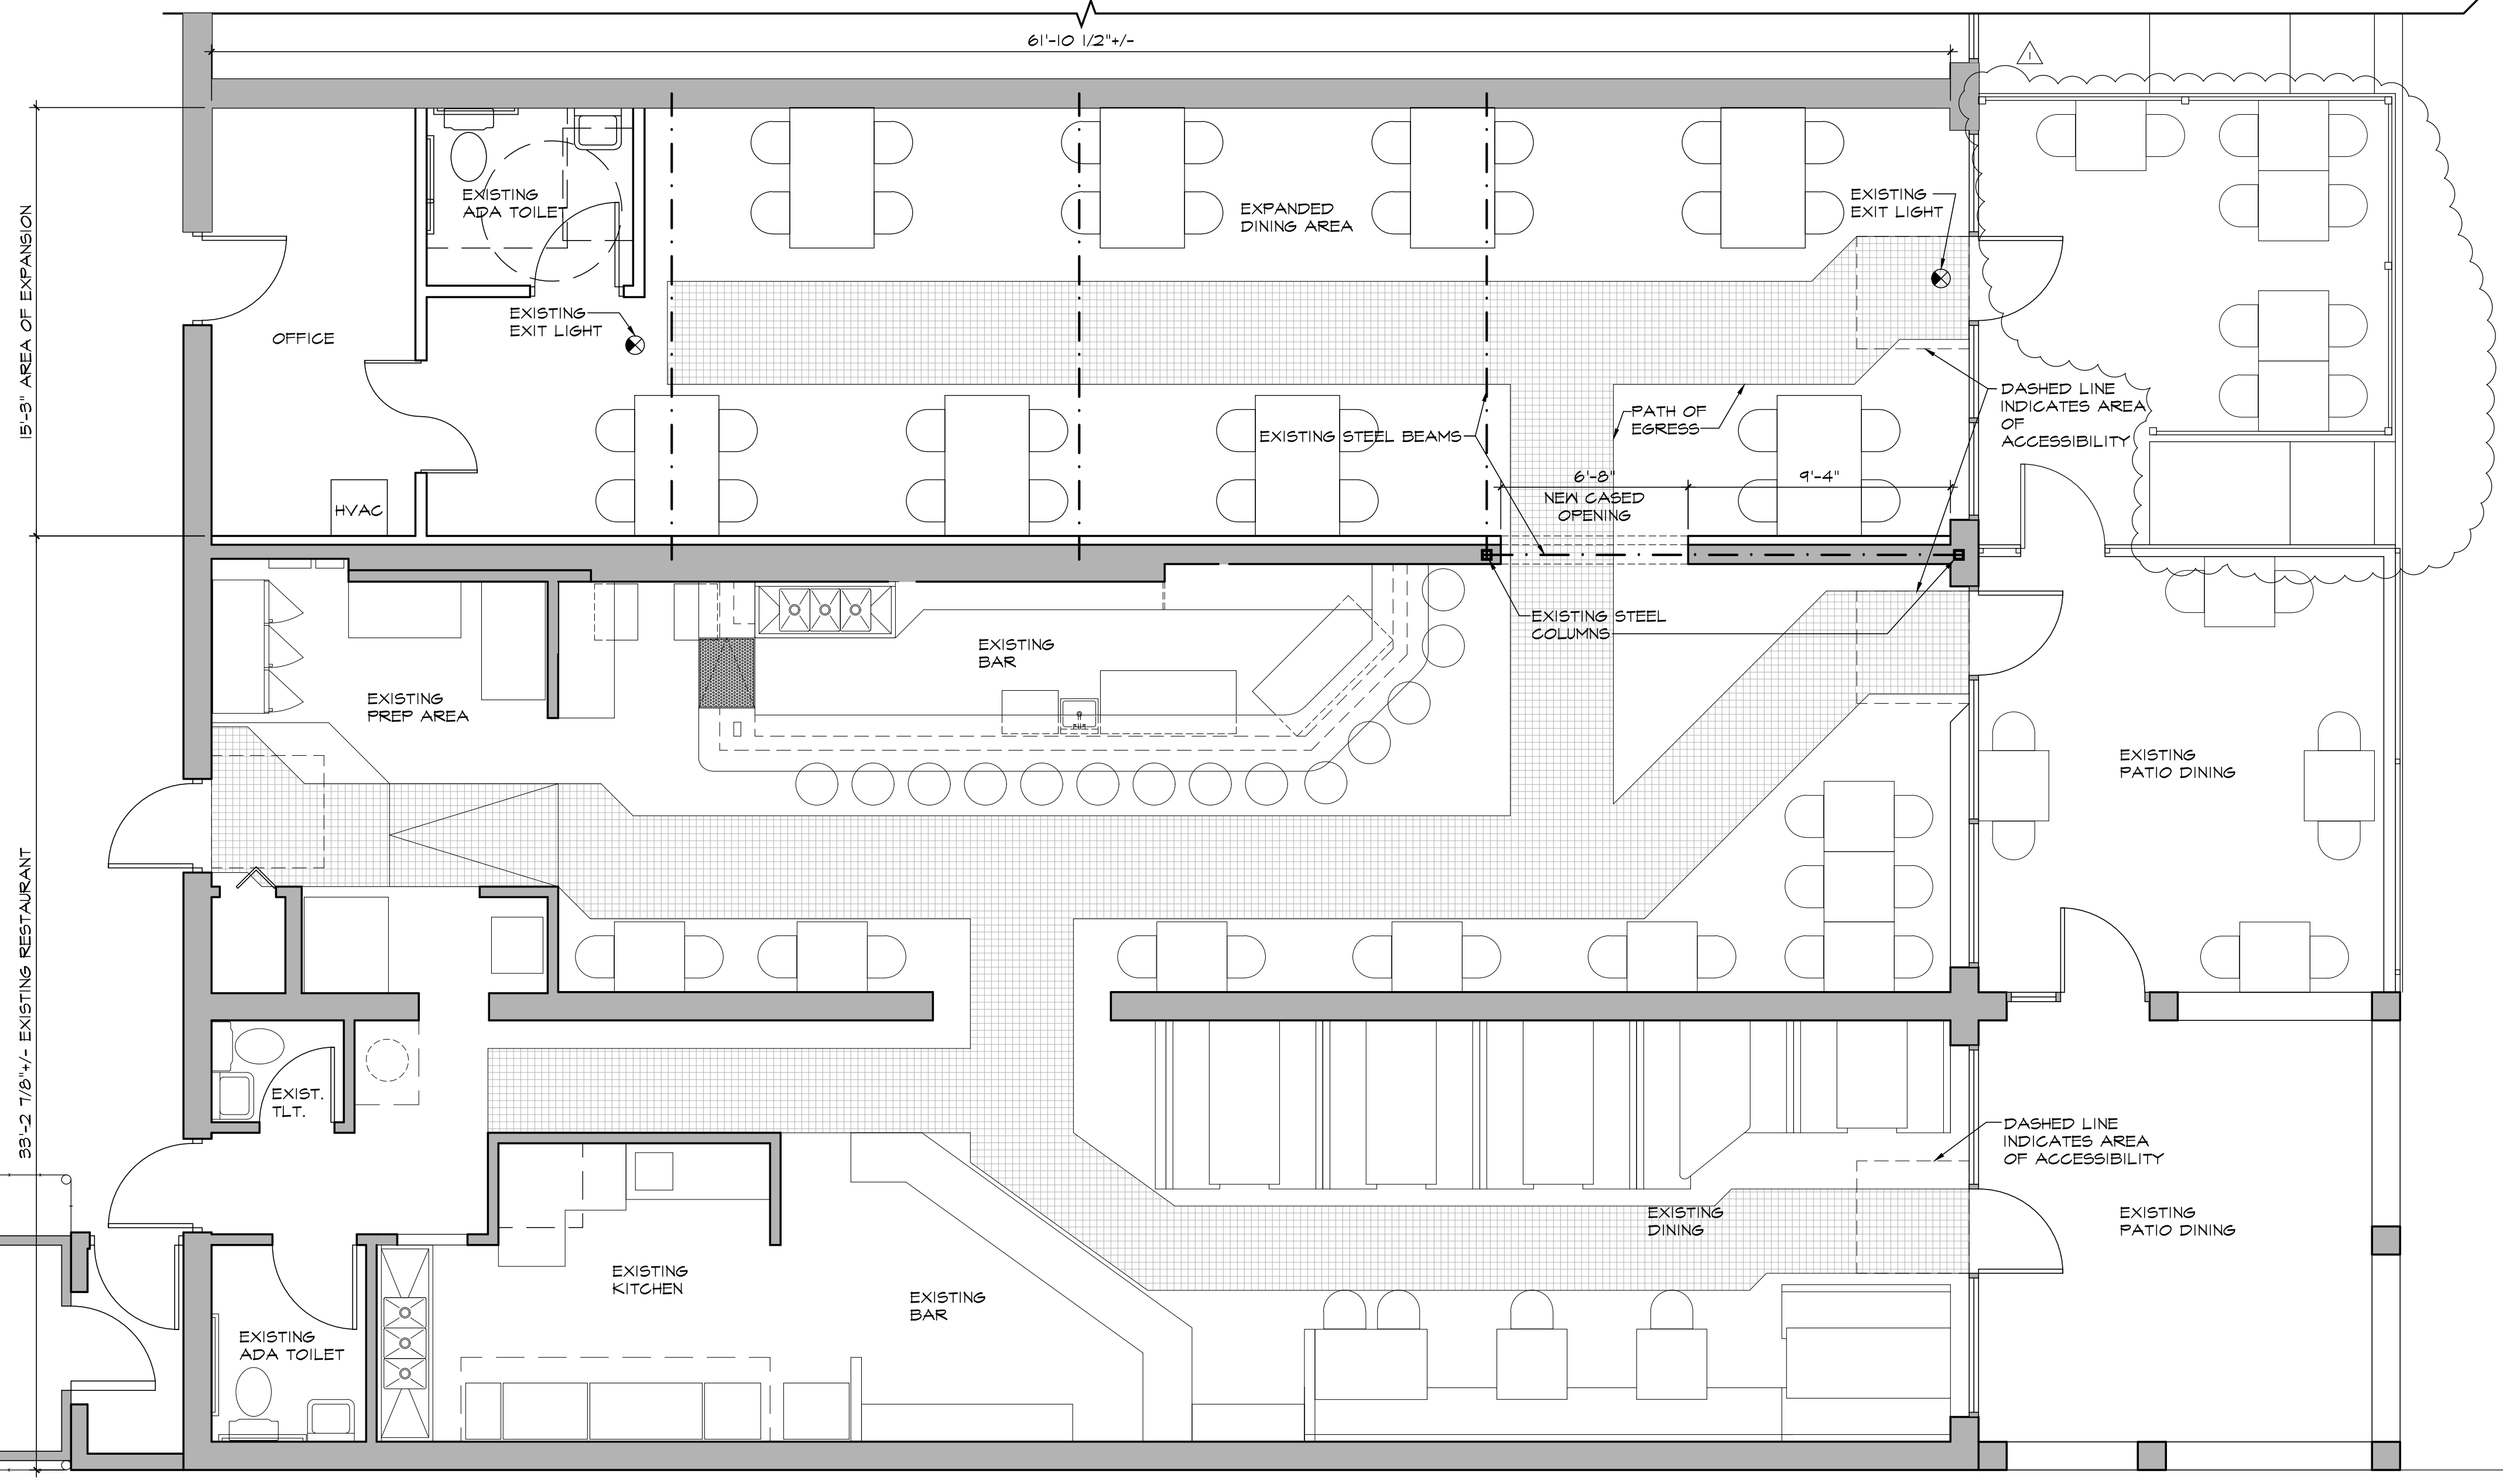 61'-10 1/2"+/-
1
15'-3" AREA OF EXPANSION
EXISTING
ADA TOILET
EXPANDED
DINING AREA
EXISTING
EXIT LIGHT
EXISTING
EXIT LIGHT
OFFICE
DASHED LINE
INDICATES AREA
OF
ACCESSIBILITY
PATH OF
EGRESS
EXISTING STEEL BEAMS
6'-8"
9'-4"
NEW CASED
OPENING
HVAC
EXISTING STEEL
COLUMNS
EXISTING
BAR
EXISTING
PREP AREA
EXISTING
PATIO DINING
33'-2 7/8"+/- EXISTING RESTAURANT
EXIST.
TLT.
DASHED LINE
INDICATES AREA
OF ACCESSIBILITY
EXISTING
DINING
EXISTING
PATIO DINING
EXISTING
KITCHEN
EXISTING
BAR
EXISTING
ADA TOILET